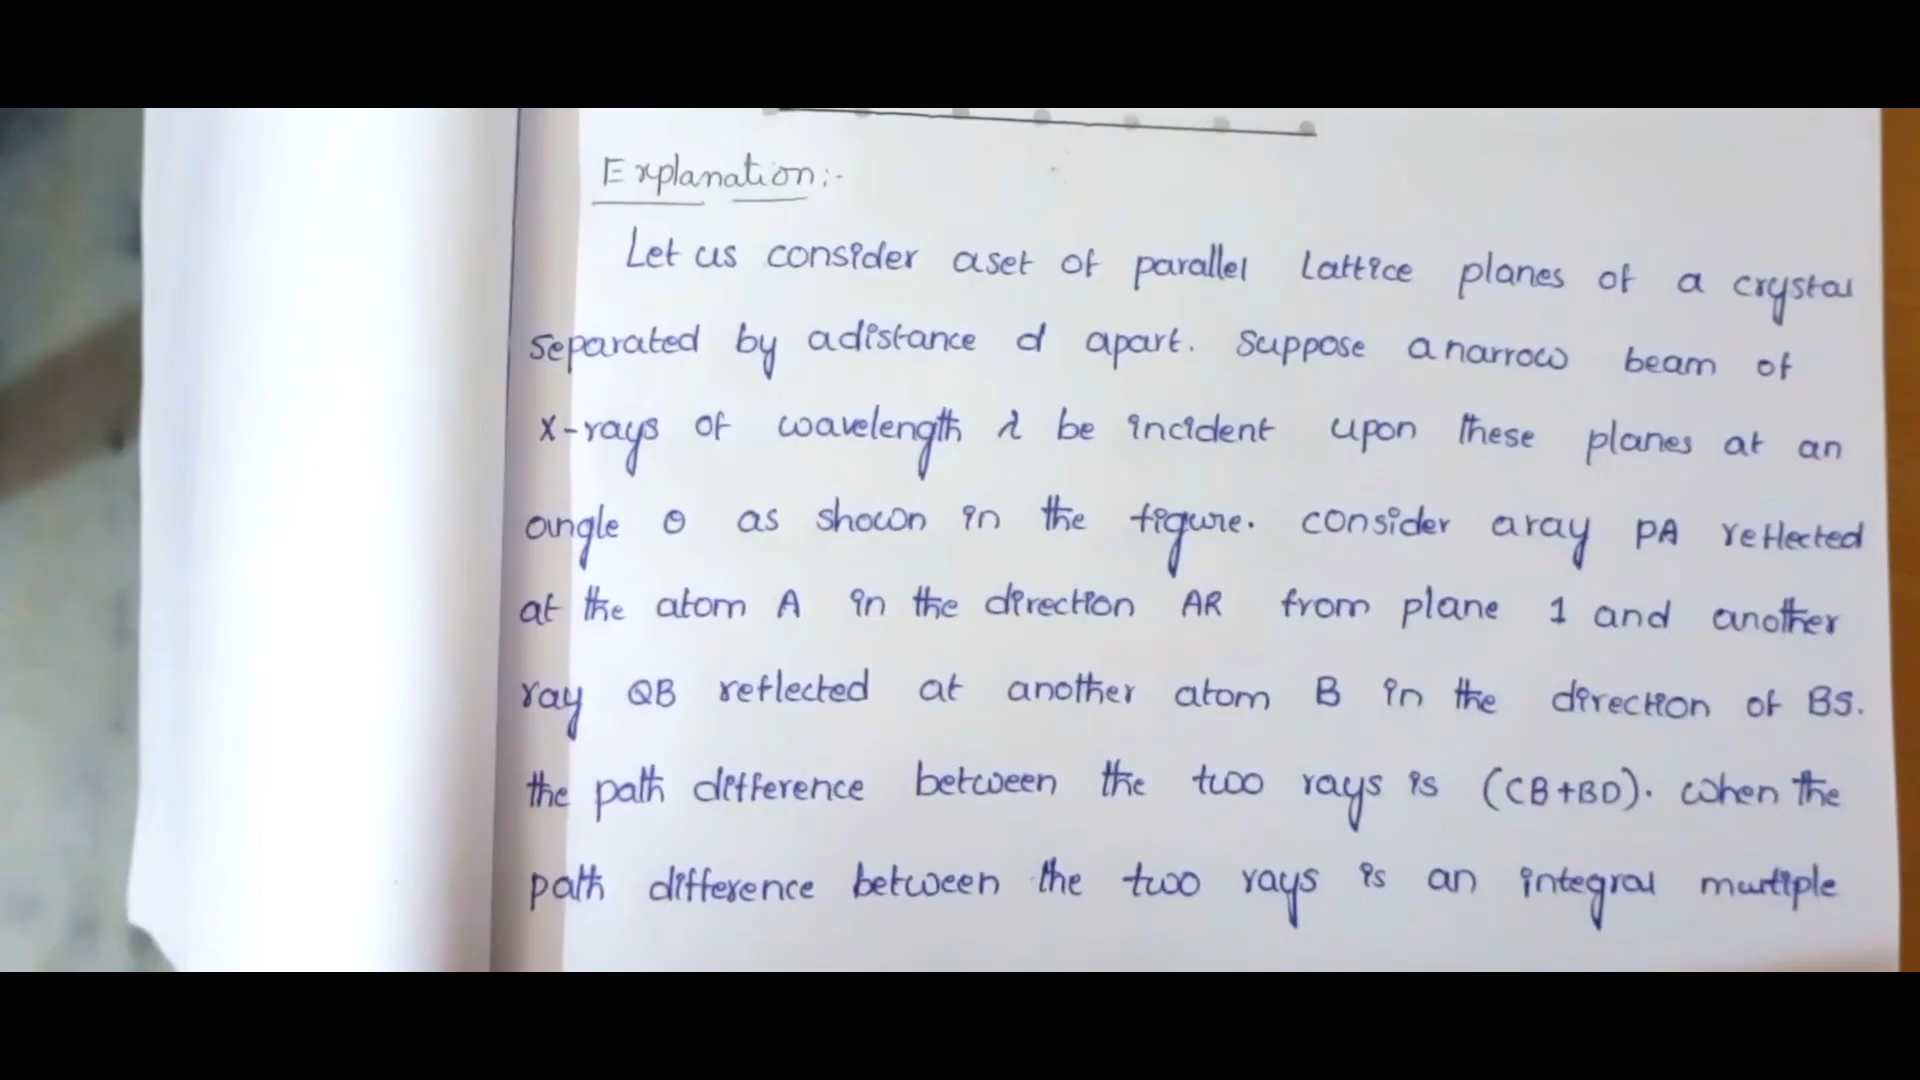 Explanation:-
Let us consider aset of parallel Lattice planes of a crystal
separated by adistance d apart. Suppose a narrow beam of
x-rays of wavelength λ be incident upon these planes at an
angle θ as shown in the figure. consider aray PA reflected
at the atom A in the direction AR from plane 1 and another
ray QB reflected at another atom B in the direction of BS.
the path difference between the two rays is (CB+BD). when the
path difference between the two rays is an integral multiple